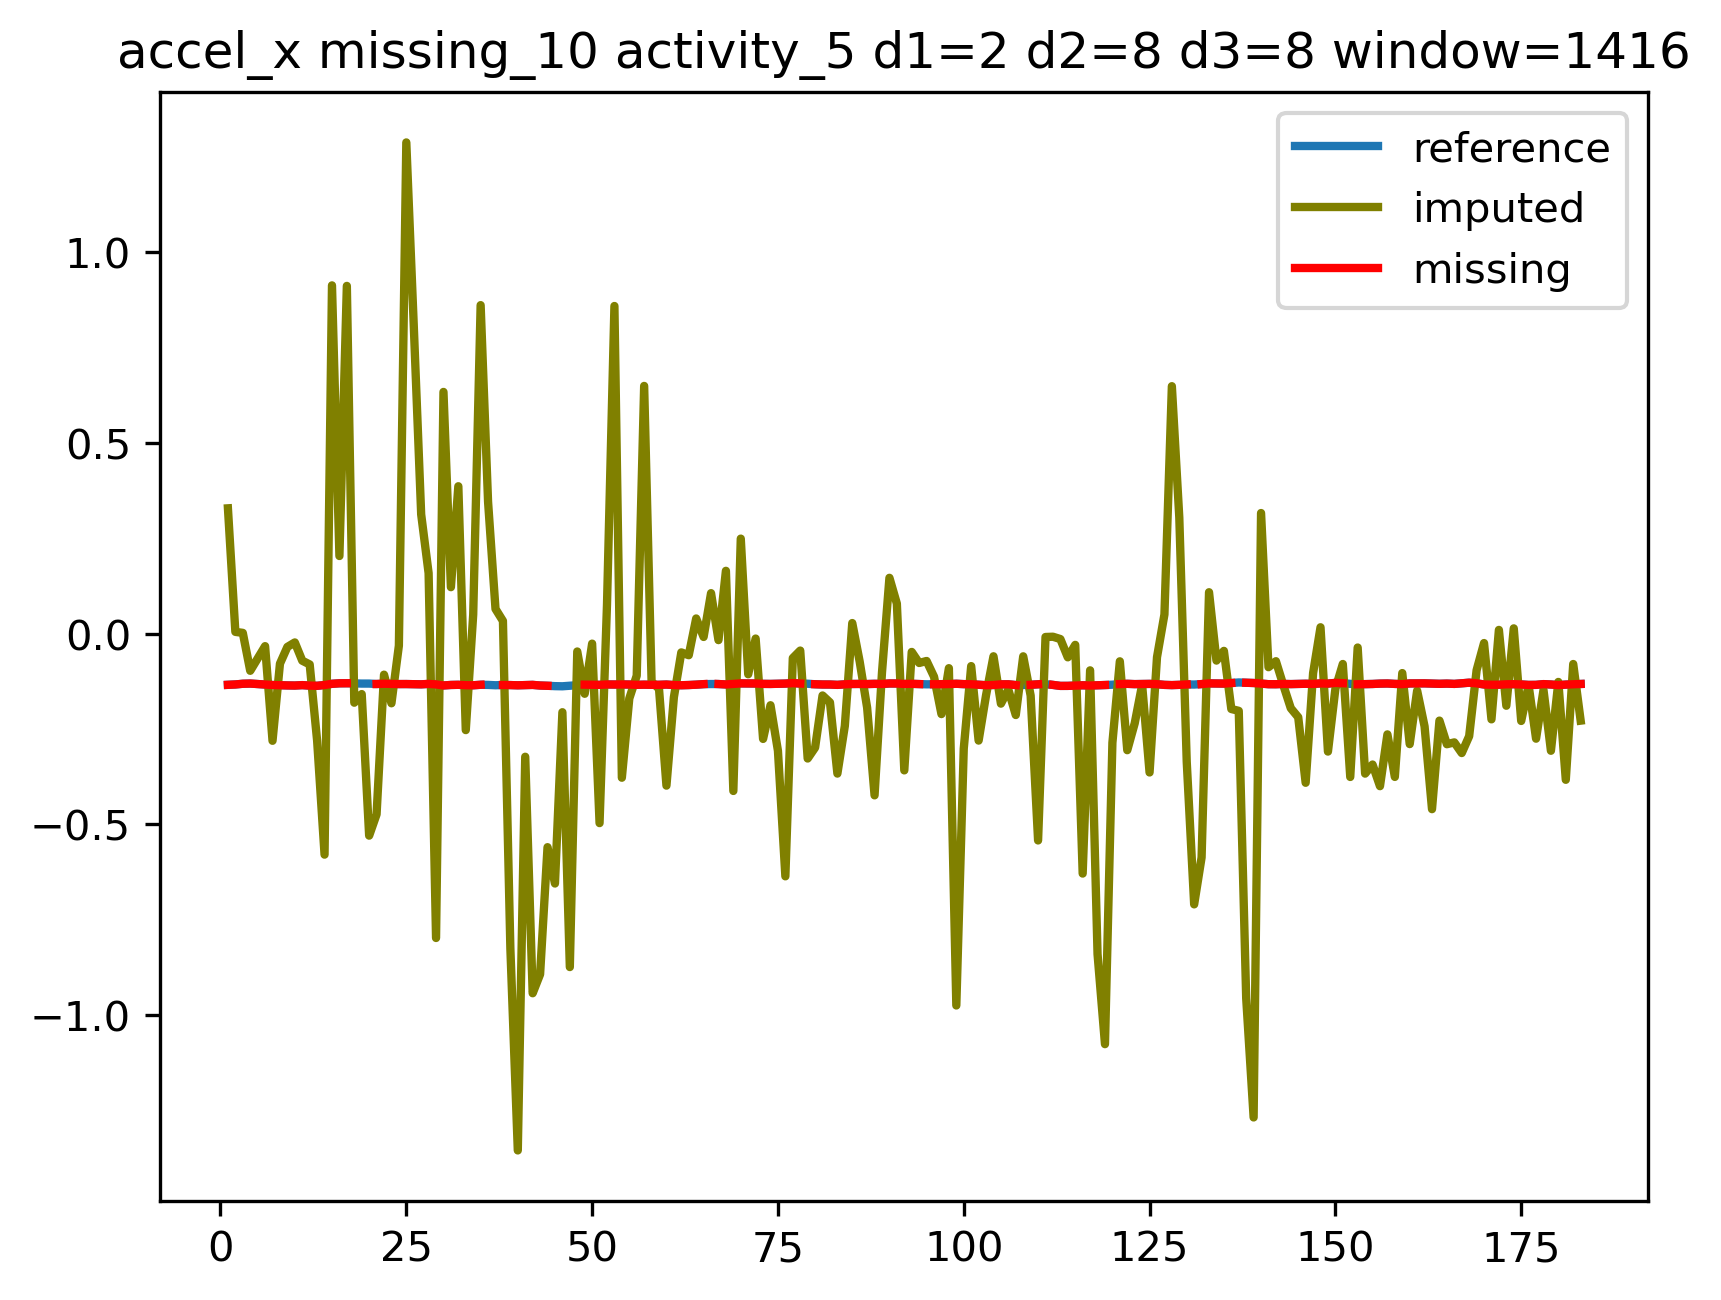 accel_x missing_10 activity_5 d1=2 d2=8 d3=8 window=1416
reference
imputed
missing
1.0
0.5
0.0
−0.5
−1.0
0 25 50 75 100 125 150 175